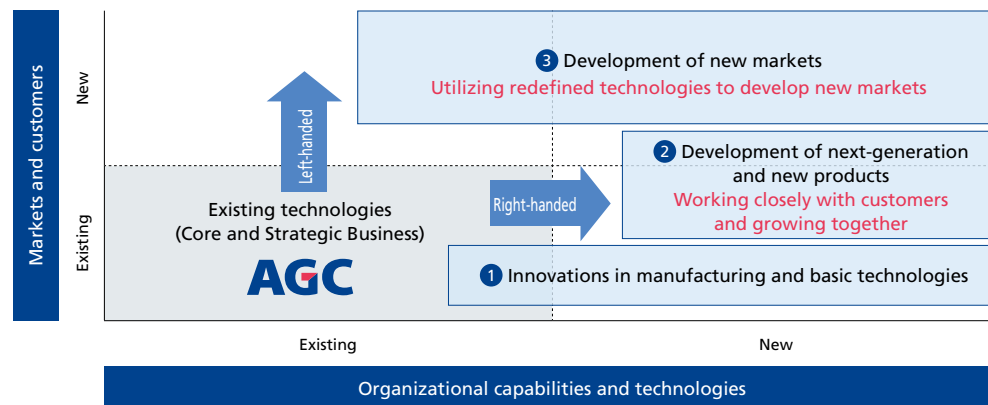 Markets and customers
New
Existing
3 Development of new markets
Utilizing redefined technologies to develop new markets
Left-handed
2 Development of next-generation
and new products
Working closely with customers
and growing together
Right-handed
Existing technologies
(Core and Strategic Business)
AGC
1 Innovations in manufacturing and basic technologies
Existing
New
Organizational capabilities and technologies